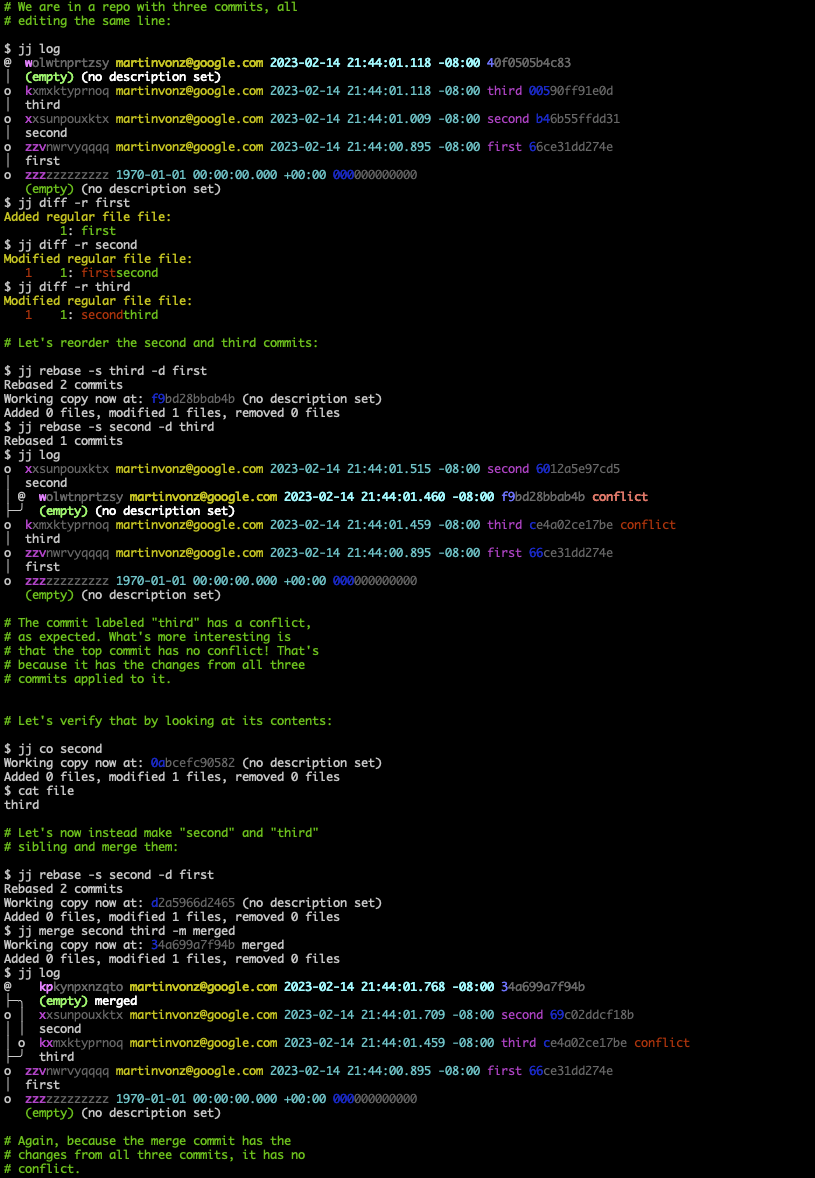 # We are in a repo with three commits, all
# editing the same line:
$ jj log
@  wolwtnprtzsy martinvonz@google.com 2023-02-14 21:44:01.118 -08:00 40f0505b4c83
│  (empty) (no description set)
o  kxmxktyprnoq martinvonz@google.com 2023-02-14 21:44:01.118 -08:00 third 00590ff91e0d
│  third
o  xxsunpouxktx martinvonz@google.com 2023-02-14 21:44:01.009 -08:00 second b46b55ffdd31
│  second
o  zzvnwrvyqqqq martinvonz@google.com 2023-02-14 21:44:00.895 -08:00 first 66ce31dd274e
│  first
o  zzzzzzzzzzzz 1970-01-01 00:00:00.000 +00:00 000000000000
   (empty) (no description set)
$ jj diff -r first
Added regular file file:
        1: first
$ jj diff -r second
Modified regular file file:
   1    1: firstsecond
$ jj diff -r third
Modified regular file file:
   1    1: secondthird
# Let's reorder the second and third commits:
$ jj rebase -s third -d first
Rebased 2 commits
Working copy now at: f9bd28bbab4b (no description set)
Added 0 files, modified 1 files, removed 0 files
$ jj rebase -s second -d third
Rebased 1 commits
$ jj log
o  xxsunpouxktx martinvonz@google.com 2023-02-14 21:44:01.515 -08:00 second 6012a5e97cd5
│  second
│ @  wolwtnprtzsy martinvonz@google.com 2023-02-14 21:44:01.460 -08:00 f9bd28bbab4b conflict
├─╯  (empty) (no description set)
o  kxmxktyprnoq martinvonz@google.com 2023-02-14 21:44:01.459 -08:00 third ce4a02ce17be conflict
│  third
o  zzvnwrvyqqqq martinvonz@google.com 2023-02-14 21:44:00.895 -08:00 first 66ce31dd274e
│  first
o  zzzzzzzzzzzz 1970-01-01 00:00:00.000 +00:00 000000000000
   (empty) (no description set)
# The commit labeled "third" has a conflict,
# as expected. What's more interesting is
# that the top commit has no conflict! That's
# because it has the changes from all three
# commits applied to it.
# Let's verify that by looking at its contents:
$ jj co second
Working copy now at: 0abcefc90582 (no description set)
Added 0 files, modified 1 files, removed 0 files
$ cat file
third
# Let's now instead make "second" and "third"
# sibling and merge them:
$ jj rebase -s second -d first
Rebased 2 commits
Working copy now at: d2a5966d2465 (no description set)
Added 0 files, modified 1 files, removed 0 files
$ jj merge second third -m merged
Working copy now at: 34a699a7f94b merged
Added 0 files, modified 1 files, removed 0 files
$ jj log
@    kpkynpxnzqto martinvonz@google.com 2023-02-14 21:44:01.768 -08:00 34a699a7f94b
├─╮  (empty) merged
o │  xxsunpouxktx martinvonz@google.com 2023-02-14 21:44:01.709 -08:00 second 69c02ddcf18b
│ │  second
│ o  kxmxktyprnoq martinvonz@google.com 2023-02-14 21:44:01.459 -08:00 third ce4a02ce17be conflict
├─╯  third
o  zzvnwrvyqqqq martinvonz@google.com 2023-02-14 21:44:00.895 -08:00 first 66ce31dd274e
│  first
o  zzzzzzzzzzzz 1970-01-01 00:00:00.000 +00:00 000000000000
   (empty) (no description set)
# Again, because the merge commit has the
# changes from all three commits, it has no
# conflict.